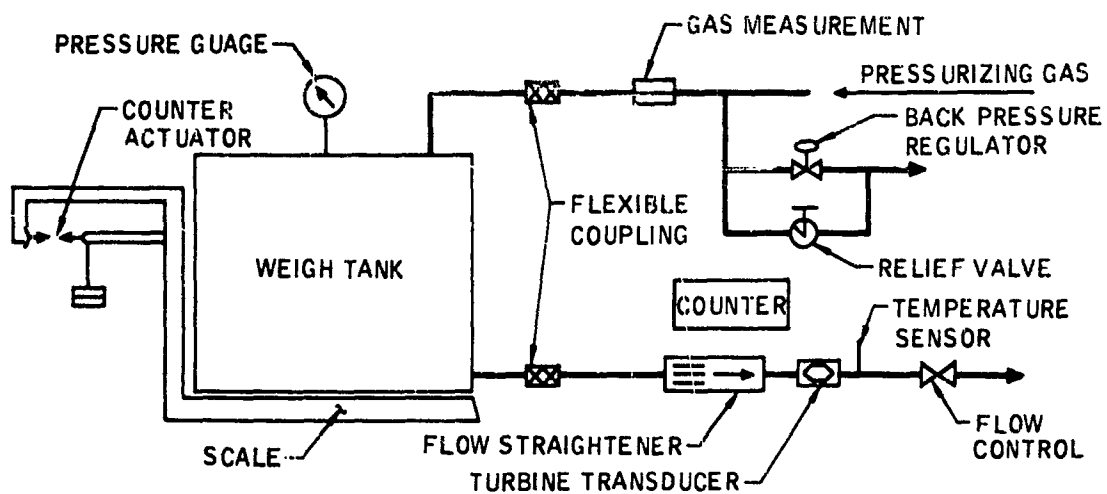 PRESSURE GUAGE
GAS MEASUREMENT
PRESSURIZING GAS
COUNTER
ACTUATOR
BACK PRESSURE
REGULATOR
FLEXIBLE
COUPLING
WEIGH TANK
RELIEF VALVE
COUNTER
TEMPERATURE
SENSOR
SCALE
FLOW STRAIGHTENER
TURBINE TRANSDUCER
FLOW
CONTROL